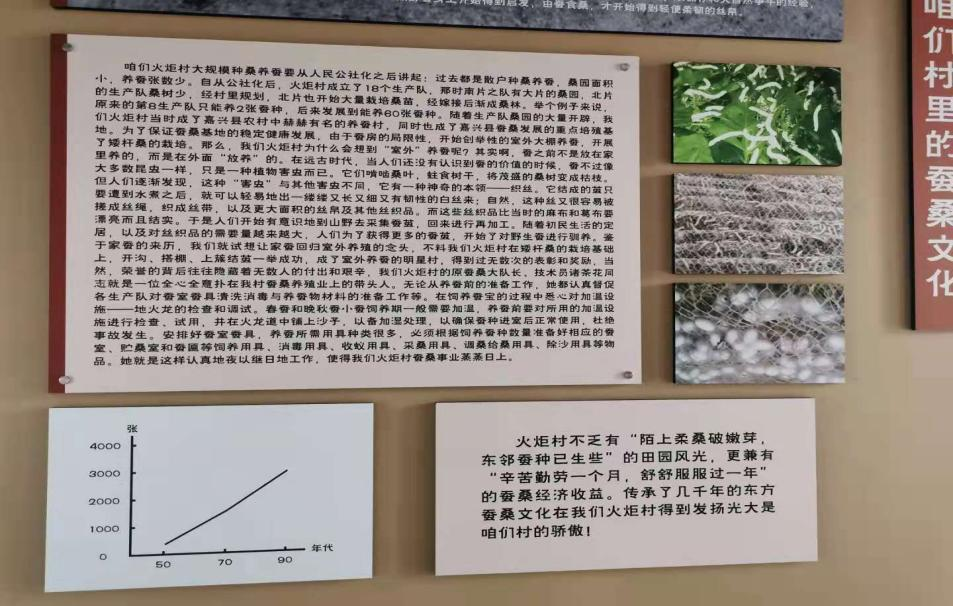 由蚕食桑，才开始得到轻便柔韧的丝帛。
咱们火炬村大规模种桑养蚕要从人民公社化之后讲起：过去都是散户种桑养蚕，桑园面积
小，养蚕张数少。自从公社化后，火炬村成立了18个生产队，那时南片之队有大片的桑园，北片
的生产队桑树少，经村里规划，北片也开始大量栽培桑苗，经嫁接后渐成桑林。举个例子来说，
原来的第8生产队只能养2张蚕种，后来发展到能养60张蚕种。随着生产队桑园的大量开辟，我
们火炬村当时成了嘉兴县农村中赫赫有名的养蚕村，同时也成了嘉兴县蚕桑发展的重点培殖基
地。为了保证蚕桑基地的稳定健康发展，由于蚕房的局限性，开始创举性的室外大棚养蚕，开展
了矮杆桑的栽培。那么，我们火炬村为什么会想到“室外”养蚕呢？其实啊，蚕之前不是放在家
里养的，而是在外面“放养”的。在远古时代，当人们还没有认识到蚕的价值的时候，蚕不过像
大多数昆虫一样，只是一种植物害虫而已。它们啃啮桑叶，蛀食树干，将茂盛的桑树变成枯枝。
但人们逐渐发现，这种“害虫”与其他害虫不同，它有一种神奇的本领——织丝。它结成的茧只
要遭到水煮之后，就可以轻易地出一缕缕又长又细又有韧性的白丝来；自然，这种丝又很容易被
搓成丝绳，织成丝带，以及更大面积的丝帛及其他丝织品。而这些丝织品比当时的麻布和葛布要
漂亮而且结实。于是人们开始有意识地到山野去采集蚕茧，回来进行再加工。随着初民生活的定
居，以及对丝织品的需要量越来越大，人们为了获得更多的蚕茧，开始了对野生蚕进行驯养。鉴
于家蚕的来历，我们就试想让家蚕回归室外养殖的念头，不料我们火炬村在矮杆桑的栽培基础
上，开沟、搭棚、上簇结茧一举成功，成了室外养蚕的明星村，得到过无数次的表彰和奖励，当
然，荣誉的背后往往隐藏着无数人的付出和艰辛，我们火炬村的原蚕桑大队长、技术员诸茶花同
志就是一位全心全意扑在我村蚕桑养殖业上的带头人。无论从养蚕前的准备工作，她都认真督促
各生产队对蚕室蚕具清洗消毒与养蚕物材料的准备工作等。在饲养蚕宝的过程中悉心对加温设
施——地火龙的检查和调试。春蚕和晚秋蚕小蚕饲养期一般需要加温，养蚕前要对所用的加温设
施进行检查、试用，并在火龙道中铺上沙子，以备加湿处理，以确保蚕种进室后正常使用，杜绝
事故发生。安排好蚕室蚕具，养蚕所需用具种类很多，必须根据饲养蚕种数量准备好相应的蚕
室、贮桑室和蚕匾等饲养用具、消毒用具、收蚁用具、采桑用具、调桑给桑用具、除沙用具等物
品。她就是这样认真地夜以继日地工作，使得我们火炬村蚕桑事业蒸蒸日上。
咱们村里的蚕桑文化
张
4000
3000
2000
1000
0
50 70 90 年代
火炬村不乏有“陌上柔桑破嫩芽，
东邻蚕种已生些”的田园风光，更兼有
“辛苦勤劳一个月，舒舒服服过一年”
的蚕桑经济收益。传承了几千年的东方
蚕桑文化在我们火炬村得到发扬光大是
咱们村的骄傲！